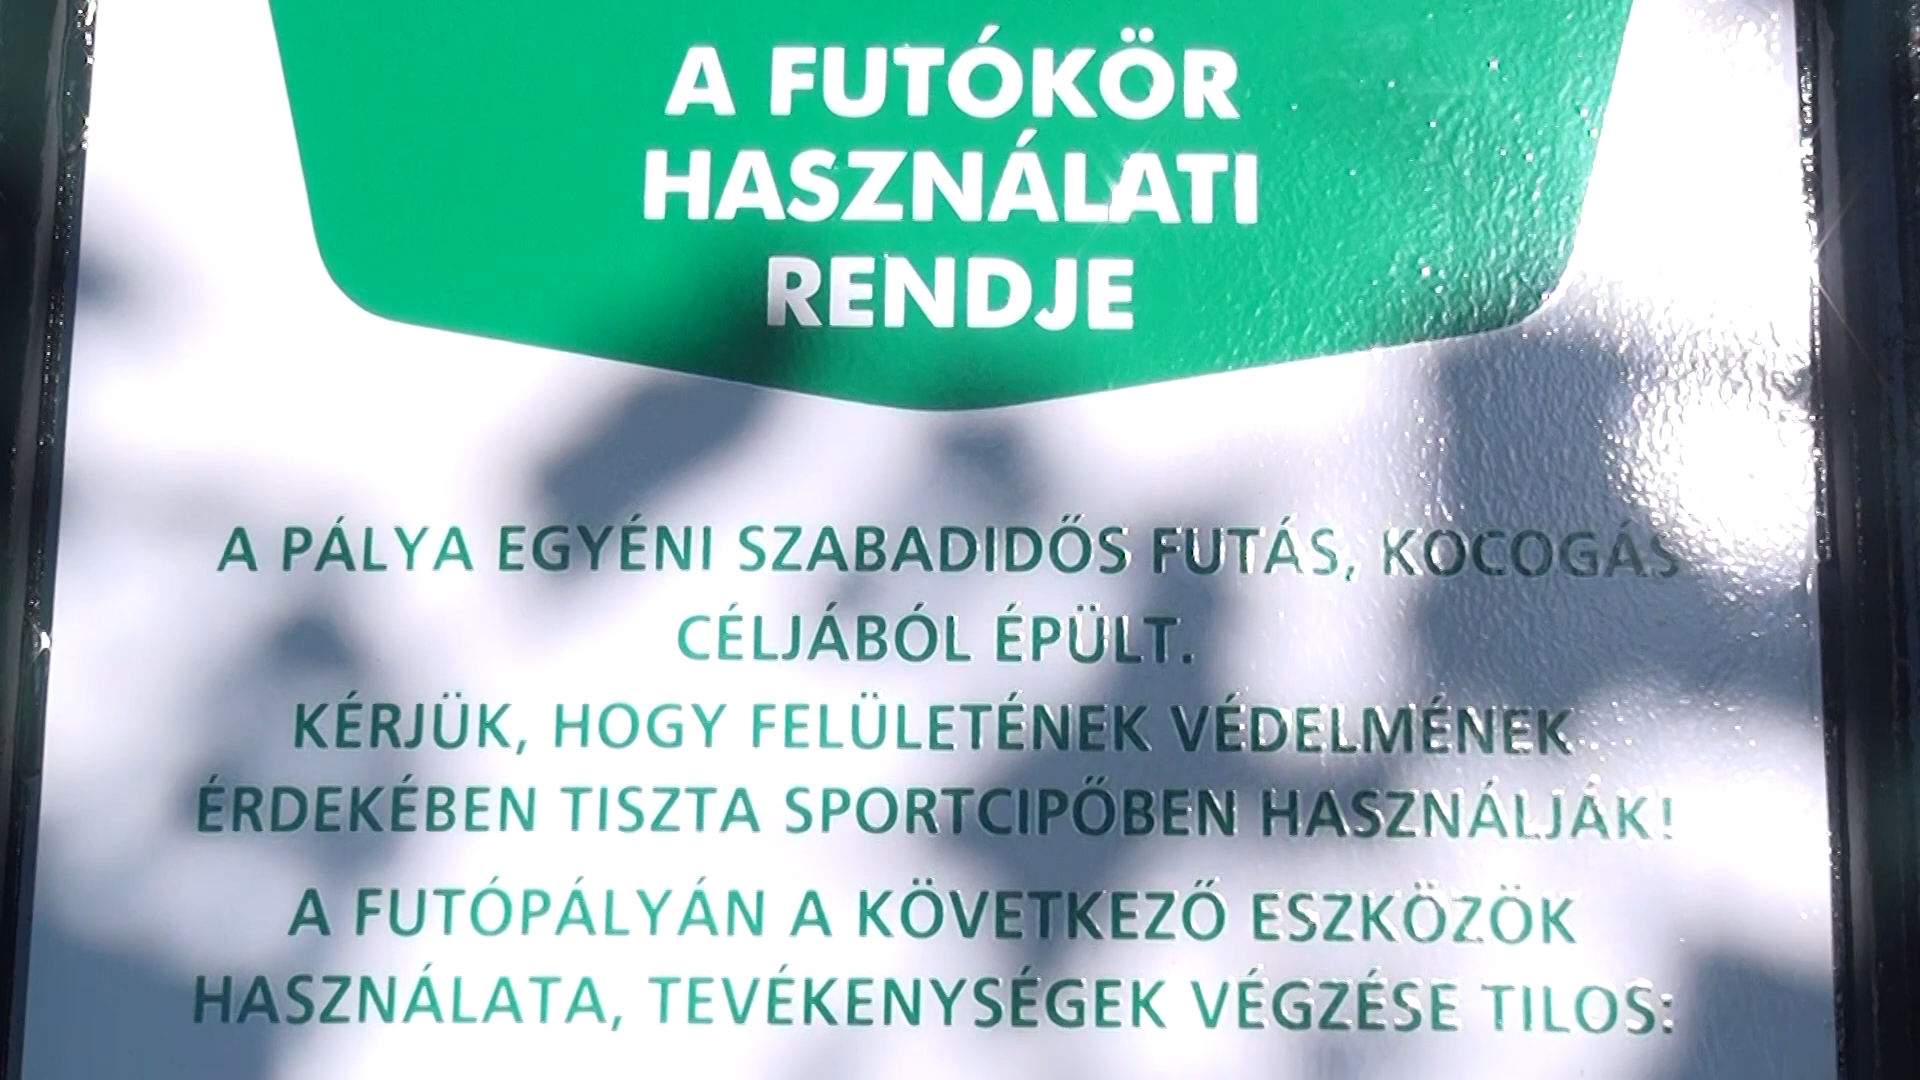 A FUTÓKÖR
HASZNÁLATI
RENDJE
A PÁLYA EGYÉNI SZABADIDŐS FUTÁS, KOCOGÁS
CÉLJÁBÓL ÉPÜLT.
KÉRJÜK, HOGY FELÜLETÉNEK VÉDELMÉNEK
ÉRDEKÉBEN TISZTA SPORTCIPŐBEN HASZNÁLJÁK!
A FUTÓPÁLYÁN A KÖVETKEZŐ ESZKÖZÖK
HASZNÁLATA, TEVÉKENYSÉGEK VÉGZÉSE TILOS: